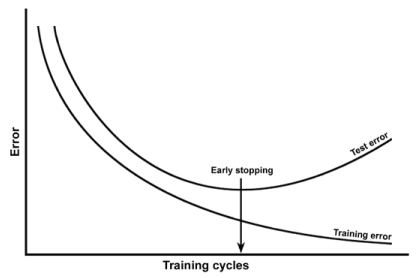 Error
Test error
Early stopping
Training error
Training cycles